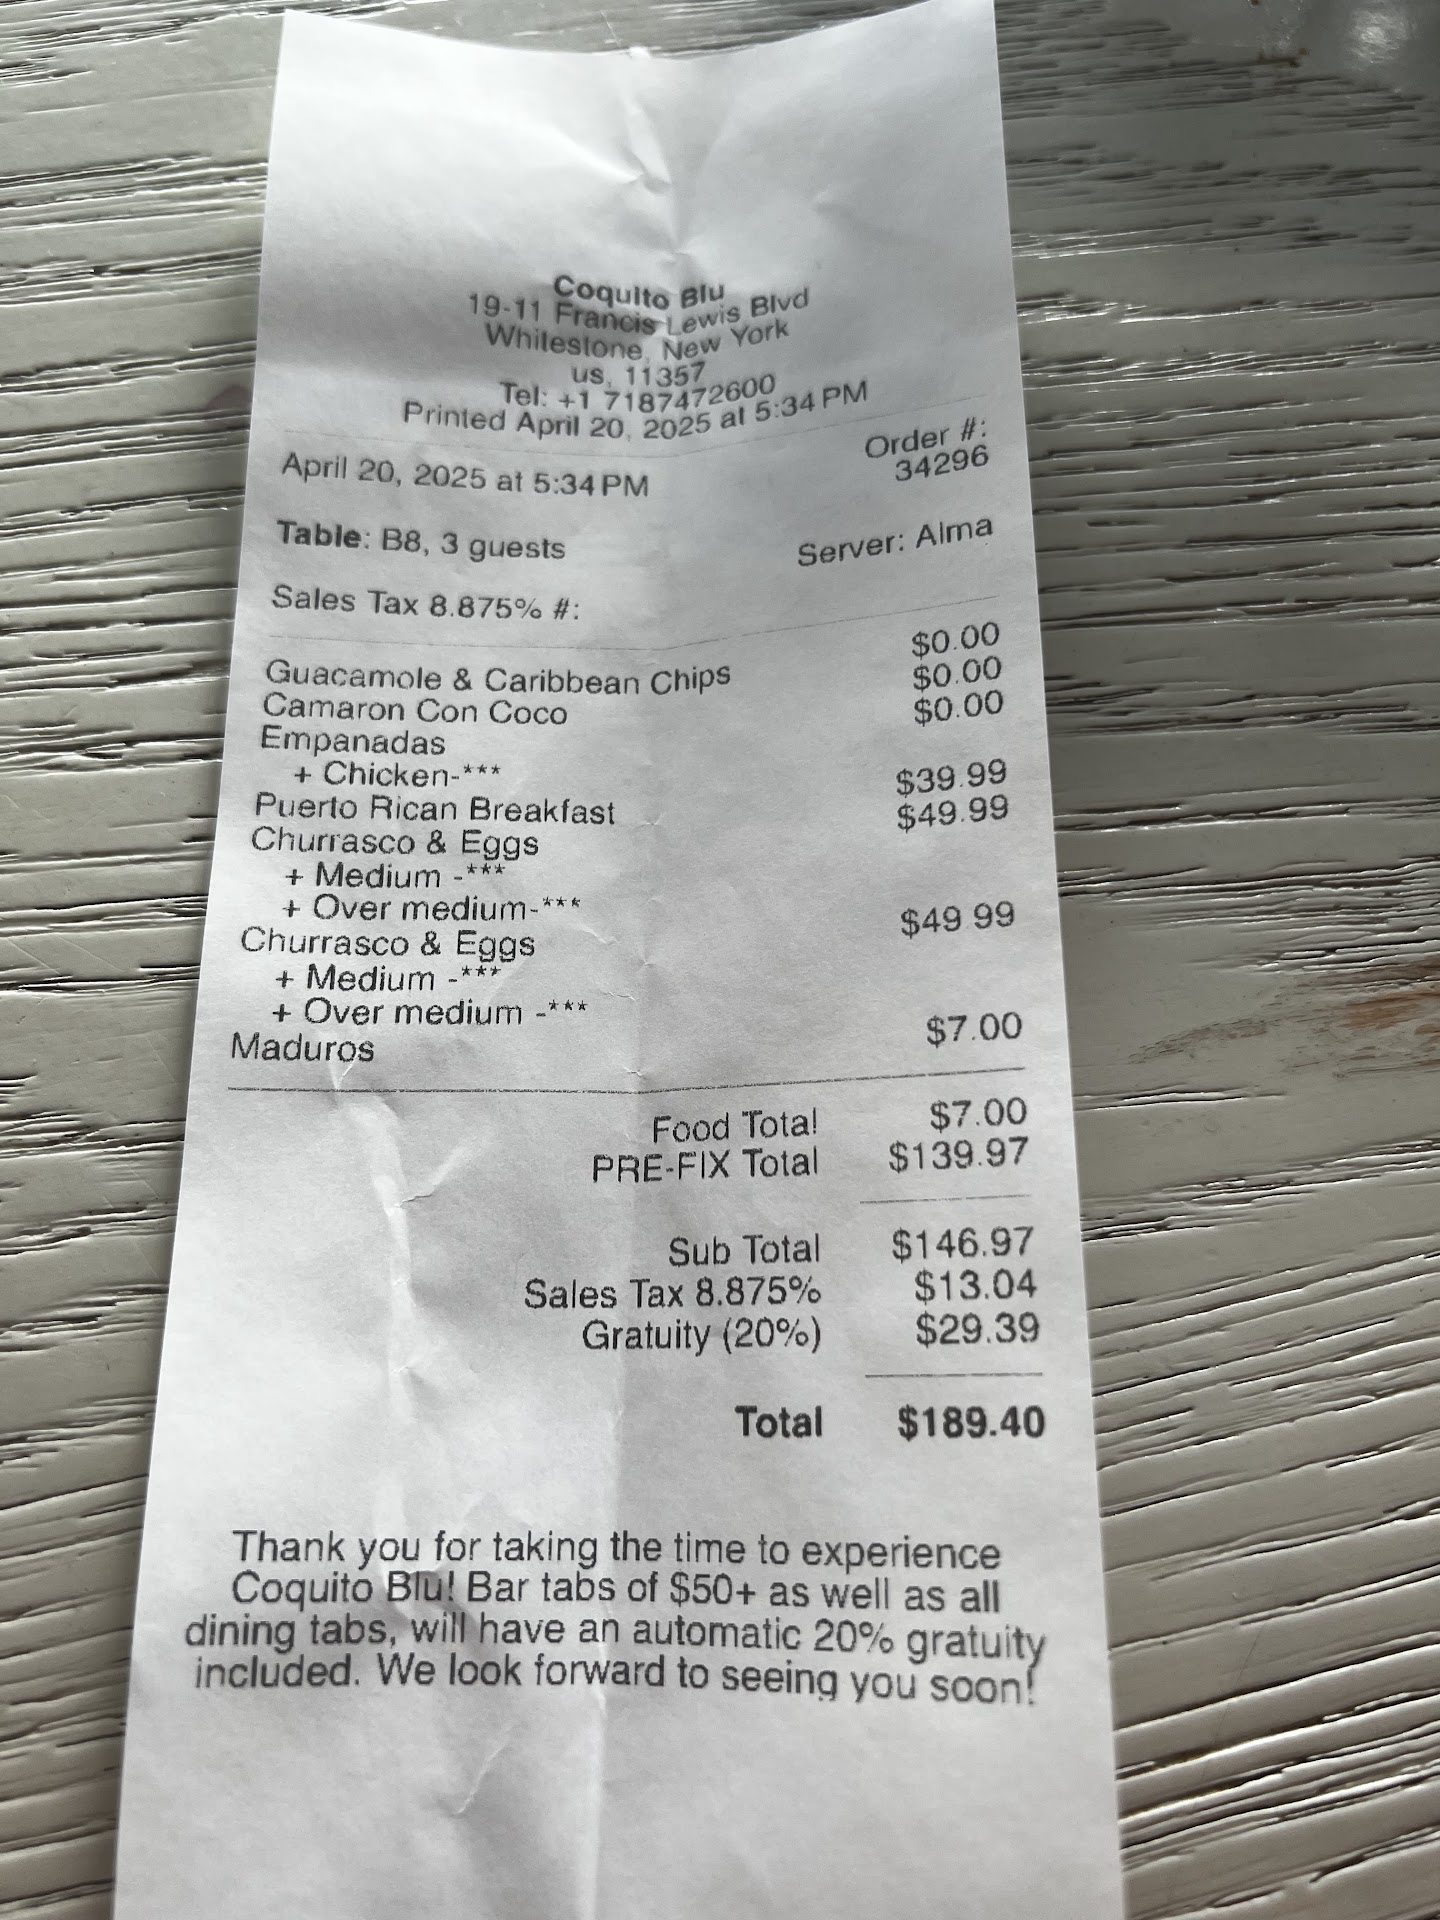 Coquito Blu
19-11 Francis Lewis Blvd
Whitestone, New York
us, 11357
Tel: +1 7187472600
Printed April 20, 2025 at 5:34 PM
Order #:
April 20, 2025 at 5:34 PM 34296
Table: B8, 3 guests Server: Alma
Sales Tax 8.875% #:
Guacamole & Caribbean Chips $0.00
Camaron Con Coco $0.00
Empanadas $0.00
+ Chicken-***
Puerto Rican Breakfast $39.99
Churrasco & Eggs $49.99
+ Medium -***
+ Over medium-***
Churrasco & Eggs $49.99
+ Medium -***
+ Over medium -***
Maduros $7.00
Food Total $7.00
PRE-FIX Total $139.97
Sub Total $146.97
Sales Tax 8.875% $13.04
Gratuity (20%) $29.39
Total $189.40
Thank you for taking the time to experience
Coquito Blu! Bar tabs of $50+ as well as all
dining tabs, will have an automatic 20% gratuity
included. We look forward to seeing you soon!